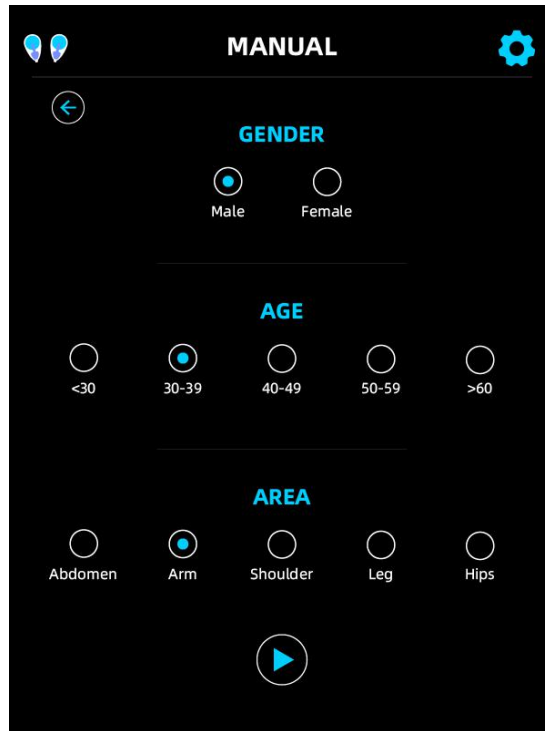 MANUAL
GENDER
Male Female
AGE
<30 30-39 40-49 50-59 >60
AREA
Abdomen Arm Shoulder Leg Hips